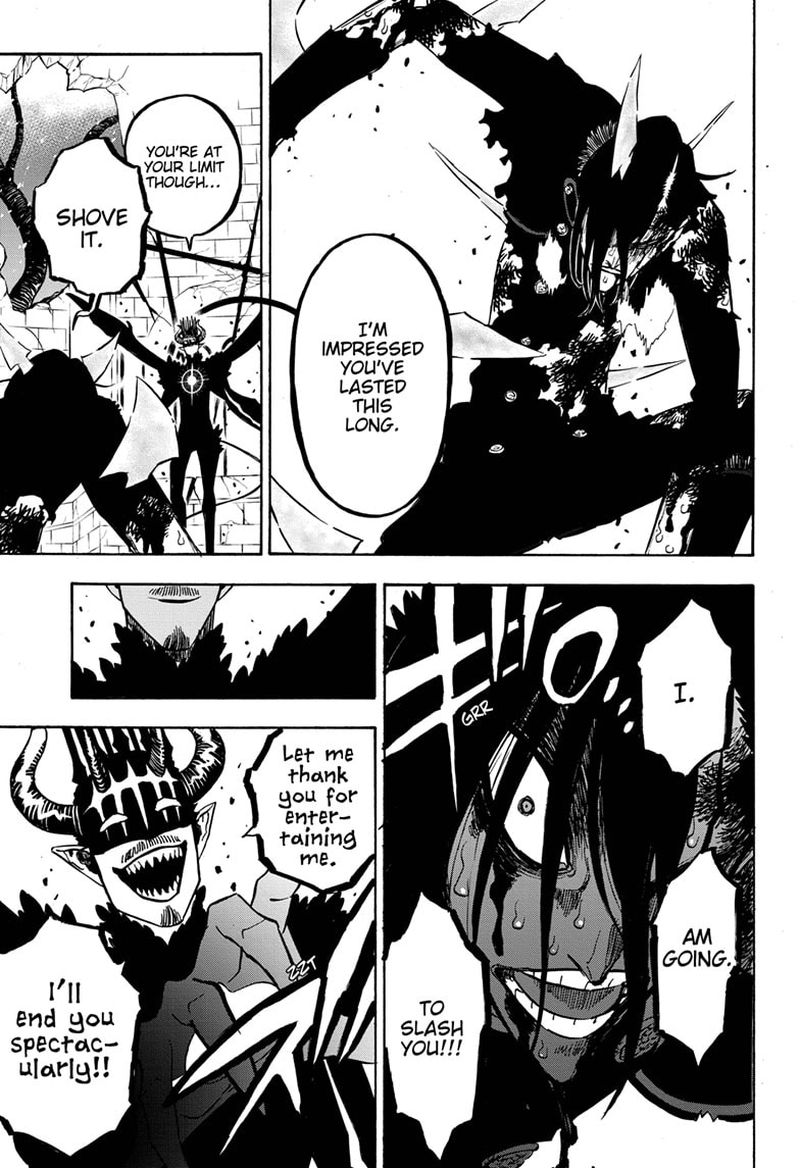 I'M
IMPRESSED
YOU'VE
LASTED
THIS
LONG.
YOU'RE AT
YOUR LIMIT
THOUGH...
SHOVE
IT.
I.
GRR
AM
GOING.
TO
SLASH
YOU!!!
Let me
thank
you for
enter-
taining
me.
ZZT
I'll
end you
spectac-
ularly!!